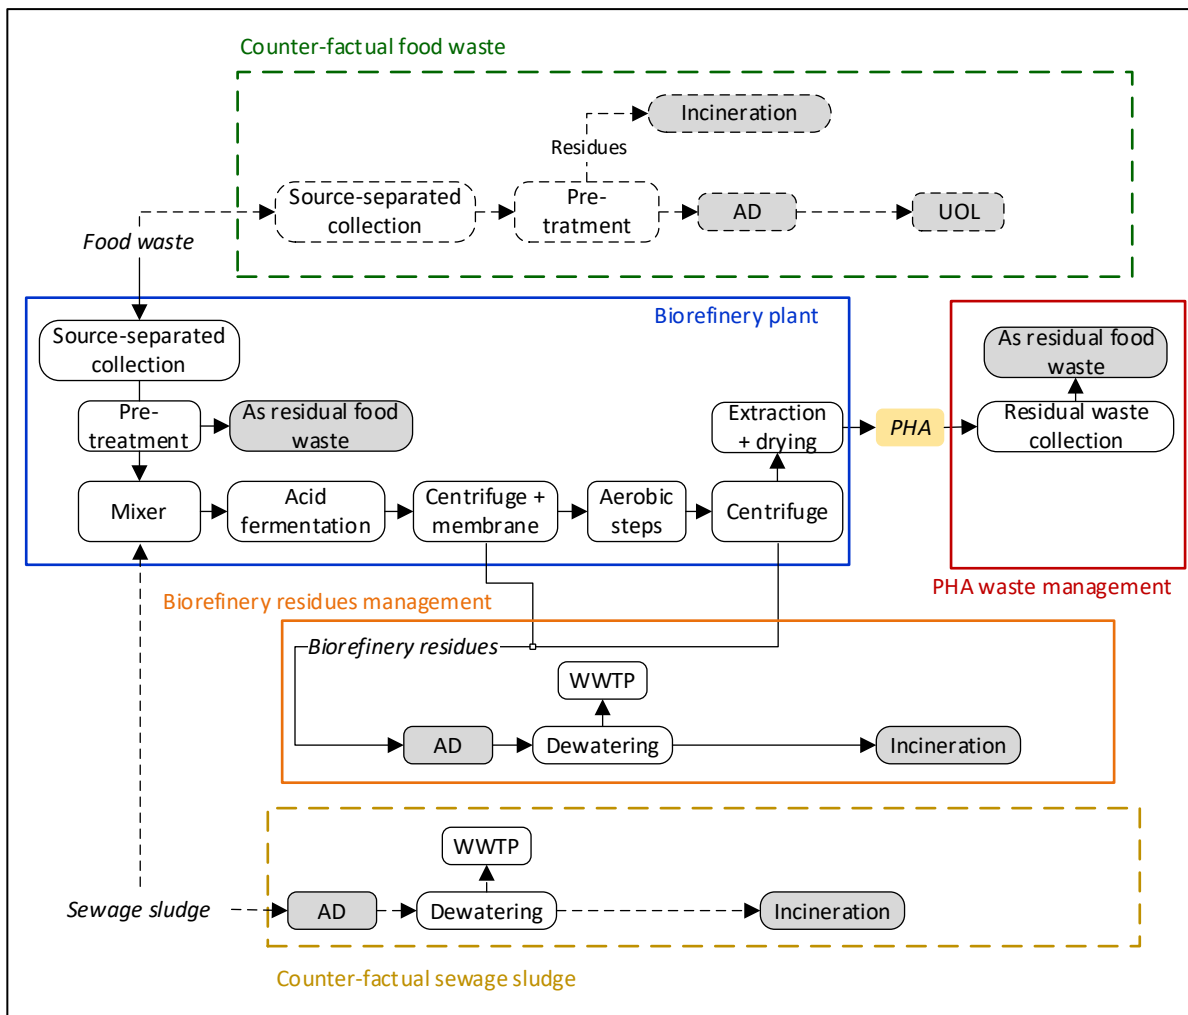 Counter-factual food waste
Incineration
Residues
Source-separated
collection
Pre-
tratment
AD
UOL
Food waste
Biorefinery plant
Source-separated
collection
As residual food
waste
Pre-
treatment
As residual food
waste
Extraction
+ drying
PHA
Residual waste
collection
Mixer
Acid
fermentation
Centrifuge +
membrane
Aerobic
steps
Centrifuge
PHA waste management
Biorefinery residues management
Biorefinery residues
WWTP
AD
Dewatering
Incineration
WWTP
Sewage sludge
AD
Dewatering
Incineration
Counter-factual sewage sludge